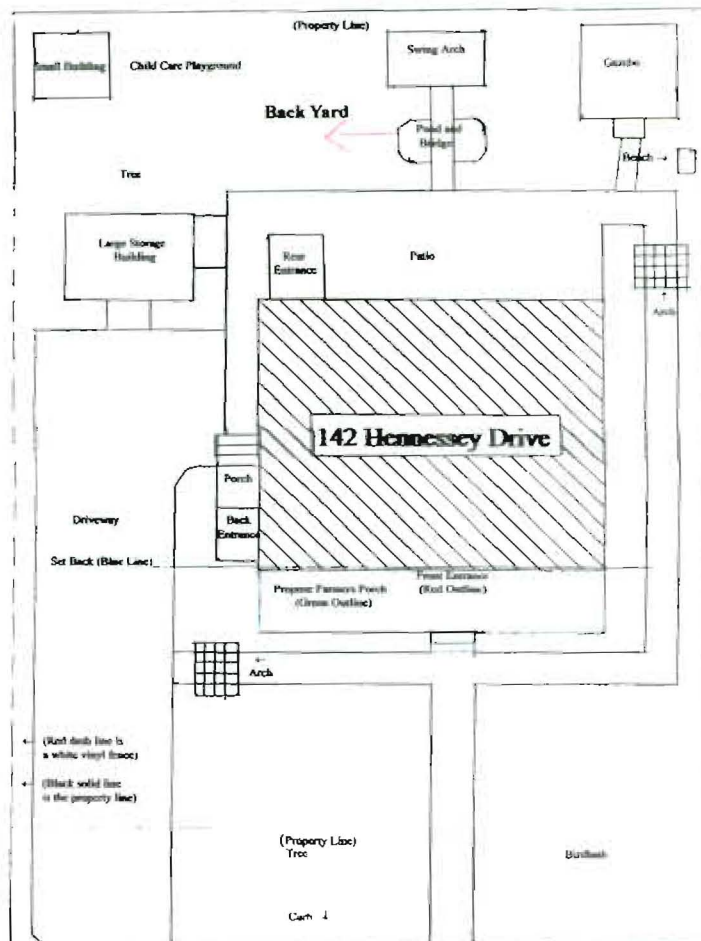 (Property Line)
Small Building
Child Care Playground
Swing Arch
Gazebo
Back Yard
Pond and
Bridge
Bench →
Tree
Large Storage
Building
Rear
Entrance
Patio
↑
Arch
142 Hennessey Drive
Porch
Driveway
Back
Entrance
Set Back (Blue Line)
Front Entrance
(Red Outline)
Farmers Porch
(Green Outline)
←
Arch
← (Red dash line is
a white vinyl fence)
← (Black solid line
is the property line)
(Property Line)
Tree
Birdbath
Curb ↓